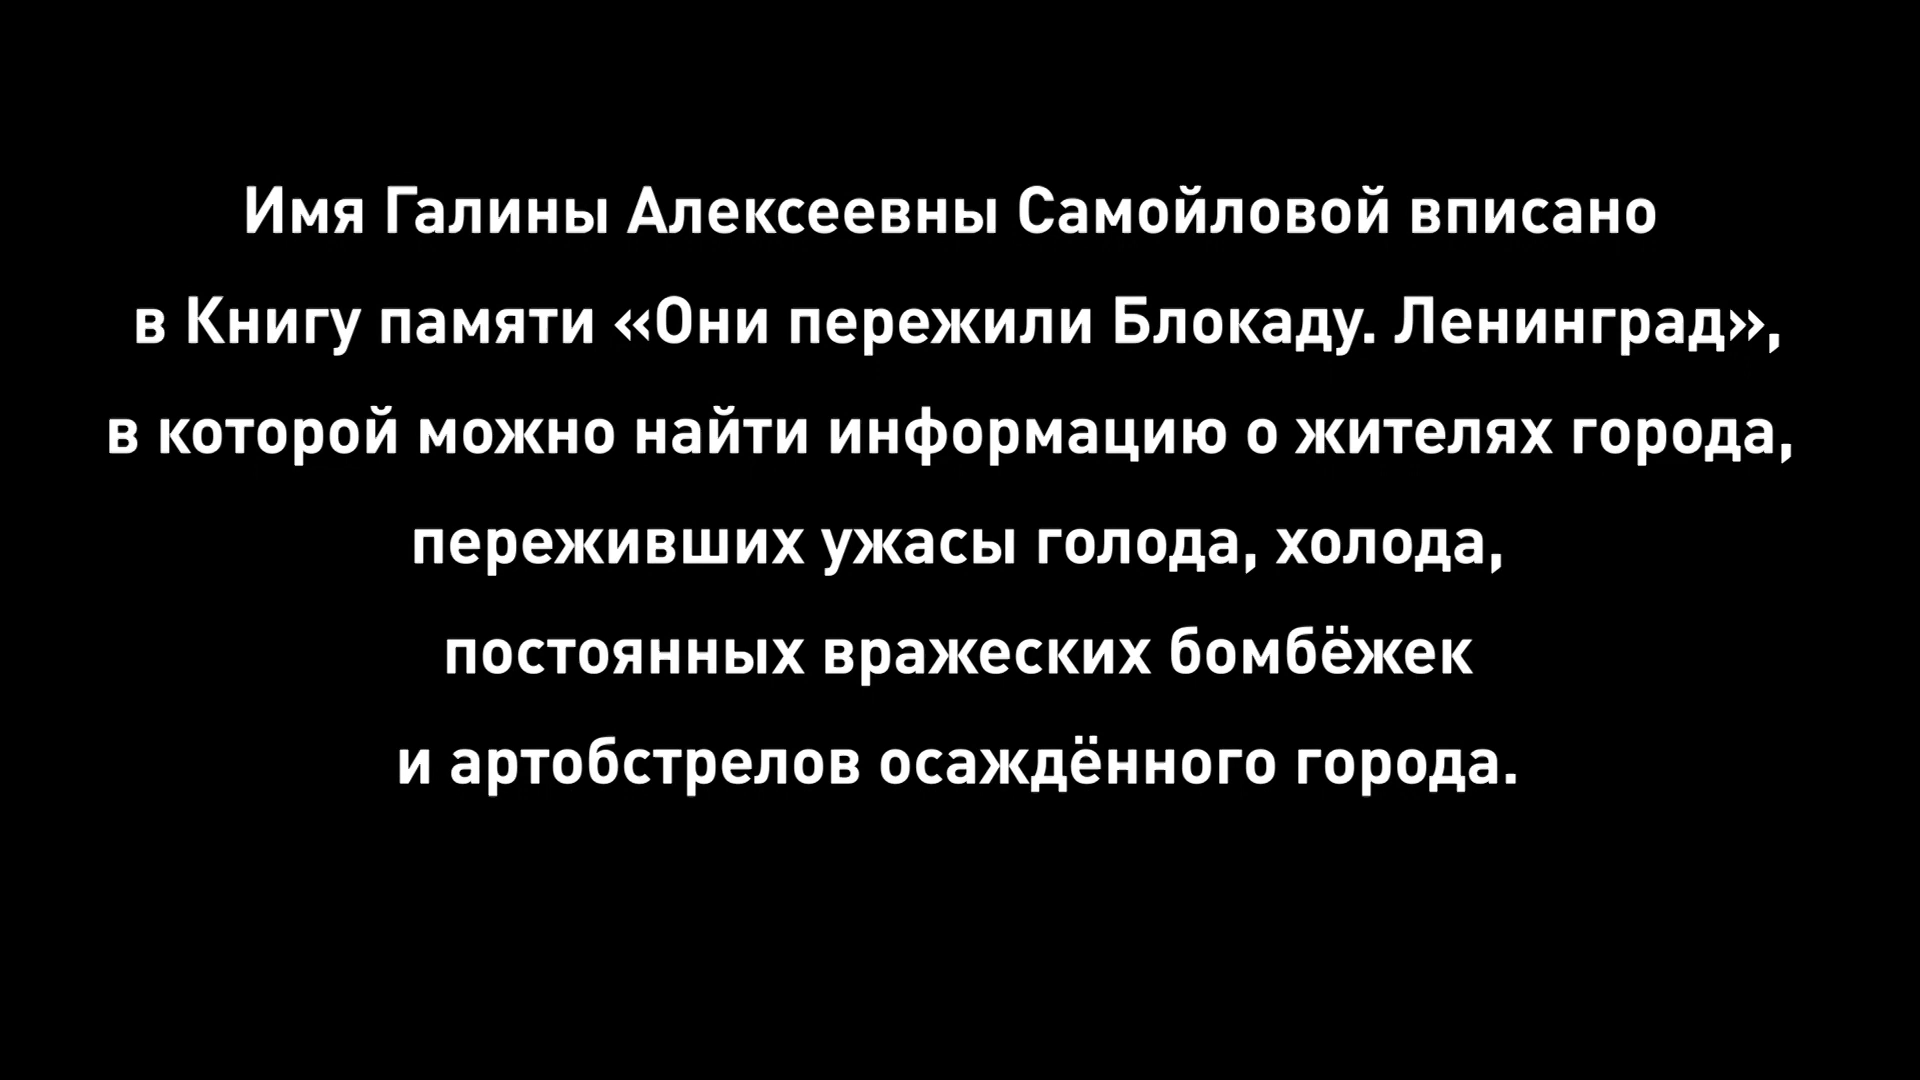 Имя Галины Алексеевны Самойловой вписано
в Книгу памяти «Они пережили Блокаду. Ленинград»,
в которой можно найти информацию о жителях города,
переживших ужасы голода, холода,
постоянных вражеских бомбёжек
и артобстрелов осаждённого города.